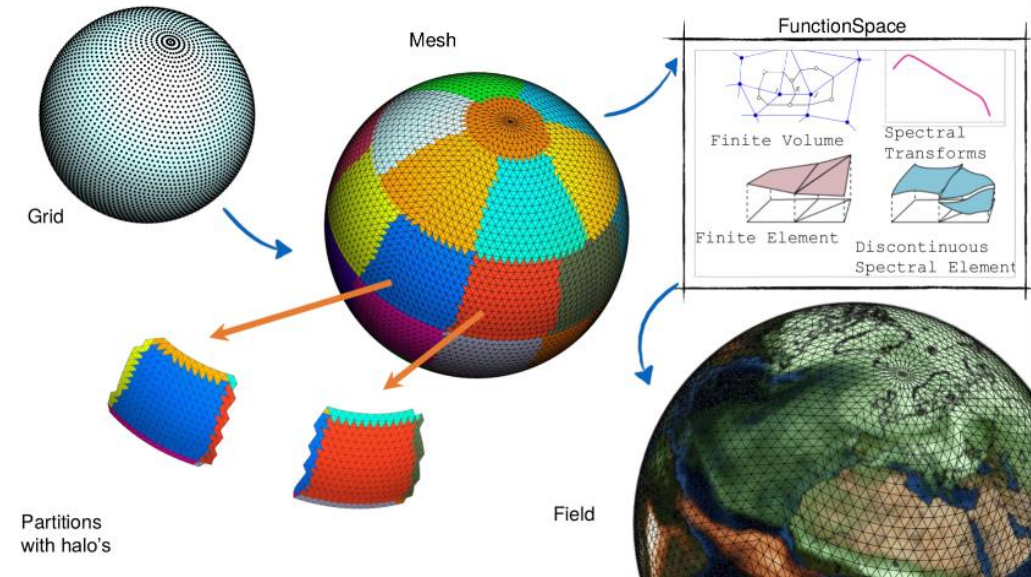 Grid
Mesh
FunctionSpace
Finite Volume
Spectral
Transforms
Finite Element
Discontinuous
Spectral Element
Partitions
with halo's
Field